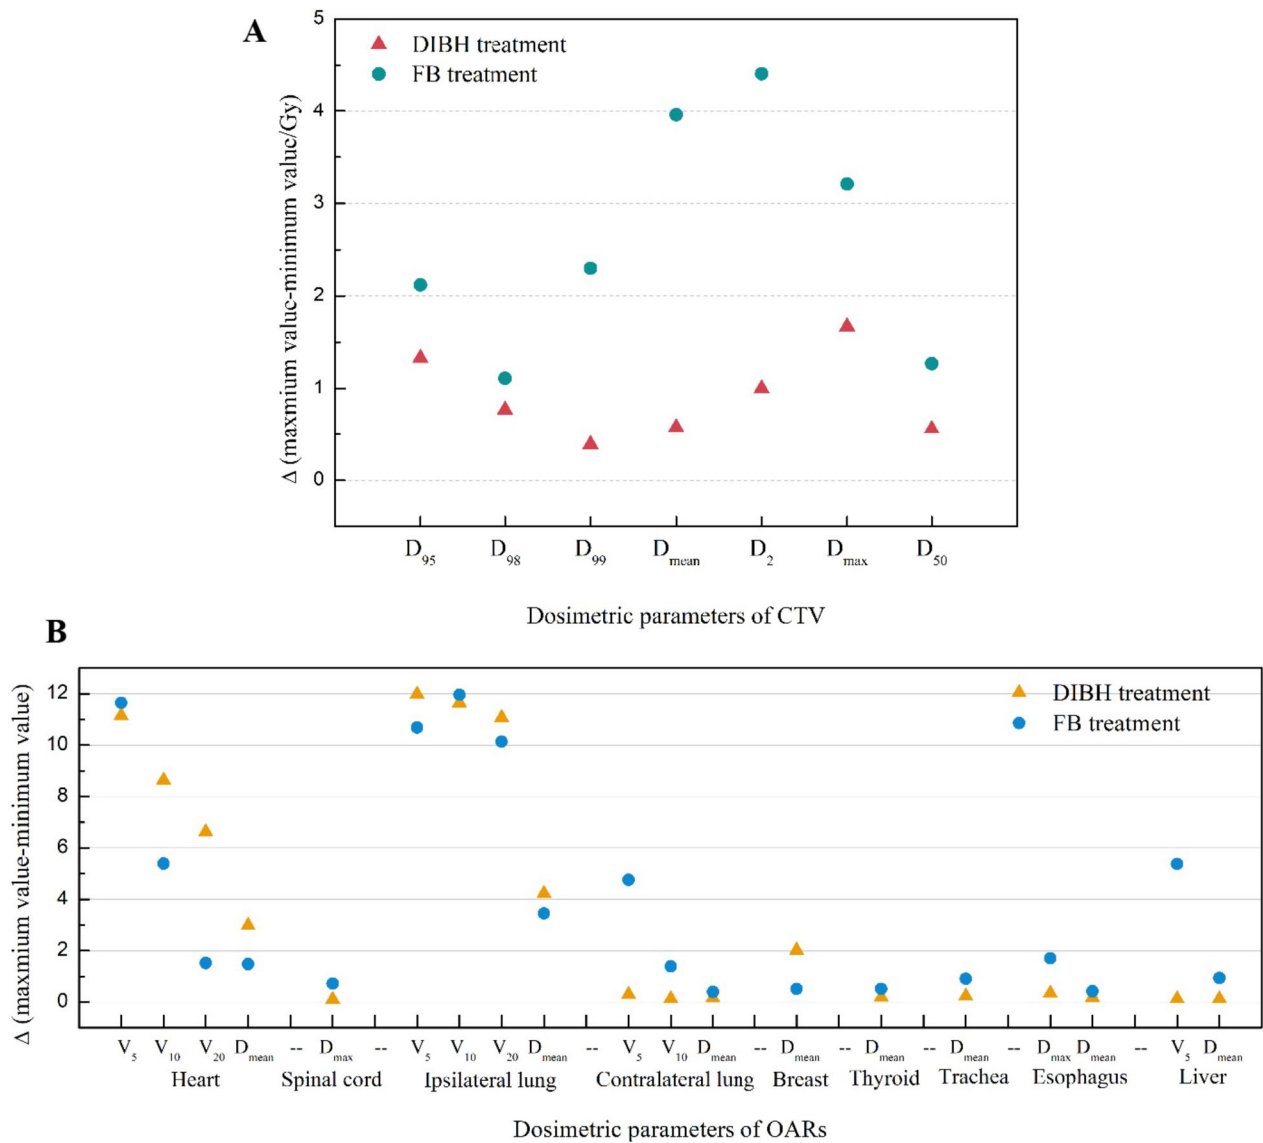 A
5
DIBH treatment
FB treatment
4
3
2
1
0
Δ (maxmium value-minimum value/Gy)
D95 D98 D99 Dmean D2 Dmax D50
Dosimetric parameters of CTV
B
12
DIBH treatment
FB treatment
10
8
6
4
2
0
Δ (maxmium value-minimum value)
V5 V10 V20 Dmean -- Dmax -- V5 V10 V20 Dmean -- V5 V10 Dmean -- Dmean -- Dmean -- Dmean -- Dmax Dmean -- V5 Dmean
Heart Spinal cord Ipsilateral lung Contralateral lung Breast Thyroid Trachea Esophagus Liver
Dosimetric parameters of OARs